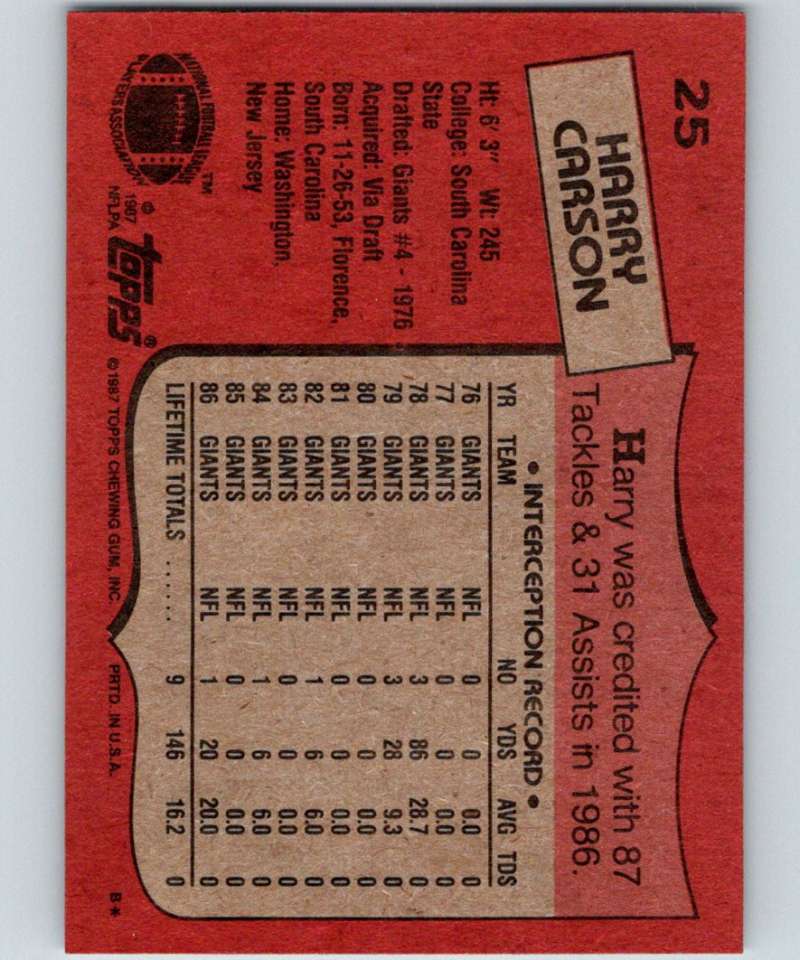 25
HARRY
CARSON
Ht: 6' 3" Wt: 245
College: South Carolina
State
Drafted: Giants #4 - 1976
Acquired: Via Draft
Born: 11-26-53, Florence,
South Carolina
Home: Washington,
New Jersey
NATIONAL FOOTBALL LEAGUE
PLAYERS ASSOCIATION
TM
© 1987
NFLPA
Topps®
Harry was credited with 87
Tackles & 31 Assists in 1986.
• INTERCEPTION RECORD •
YR TEAM NO YDS AVG TDS
76 GIANTS NFL 0 0 0.0 0
77 GIANTS NFL 0 0 0.0 0
78 GIANTS NFL 3 86 28.7 0
79 GIANTS NFL 3 28 9.3 0
80 GIANTS NFL 0 0 0.0 0
81 GIANTS NFL 0 0 0.0 0
82 GIANTS NFL 1 6 6.0 0
83 GIANTS NFL 0 0 0.0 0
84 GIANTS NFL 1 6 6.0 0
85 GIANTS NFL 0 0 0.0 0
86 GIANTS NFL 1 20 20.0 0
LIFETIME TOTALS ...... 9 146 16.2 0
© 1987 TOPPS CHEWING GUM, INC. PRTD. IN U.S.A. B*